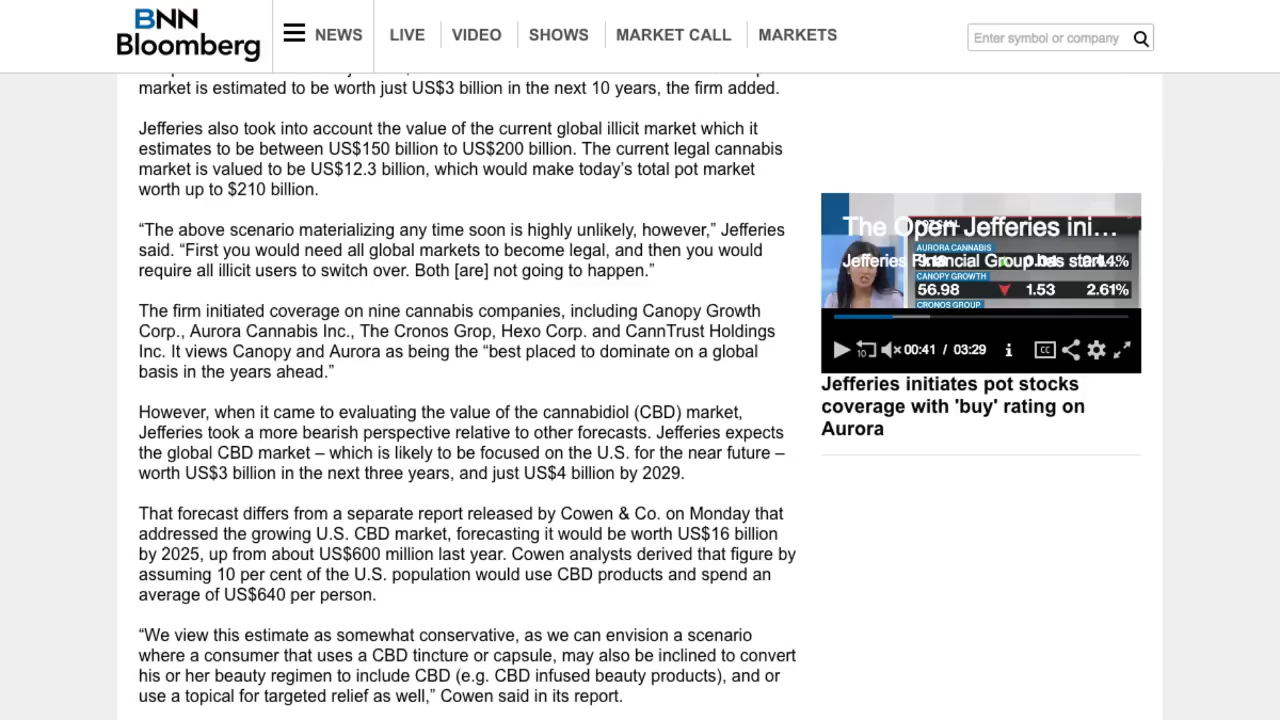 BNN
Bloomberg
NEWS
LIVE
VIDEO
SHOWS
MARKET CALL
MARKETS
Enter symbol or company
market is estimated to be worth just US$3 billion in the next 10 years, the firm added.
Jefferies also took into account the value of the current global illicit market which it
estimates to be between US$150 billion to US$200 billion. The current legal cannabis
market is valued to be US$12.3 billion, which would make today’s total pot market
worth up to $210 billion.
“The above scenario materializing any time soon is highly unlikely, however,” Jefferies
said. “First you would need all global markets to become legal, and then you would
require all illicit users to switch over. Both [are] not going to happen.”
The firm initiated coverage on nine cannabis companies, including Canopy Growth
Corp., Aurora Cannabis Inc., The Cronos Grop, Hexo Corp. and CannTrust Holdings
Inc. It views Canopy and Aurora as being the “best placed to dominate on a global
basis in the years ahead.”
However, when it came to evaluating the value of the cannabidiol (CBD) market,
Jefferies took a more bearish perspective relative to other forecasts. Jefferies expects
the global CBD market – which is likely to be focused on the U.S. for the near future –
worth US$3 billion in the next three years, and just US$4 billion by 2029.
That forecast differs from a separate report released by Cowen & Co. on Monday that
addressed the growing U.S. CBD market, forecasting it would be worth US$16 billion
by 2025, up from about US$600 million last year. Cowen analysts derived that figure by
assuming 10 per cent of the U.S. population would use CBD products and spend an
average of US$640 per person.
“We view this estimate as somewhat conservative, as we can envision a scenario
where a consumer that uses a CBD tincture or capsule, may also be inclined to convert
his or her beauty regimen to include CBD (e.g. CBD infused beauty products), and or
use a topical for targeted relief as well,” Cowen said in its report.
The Open Jefferies ini...
AURORA CANNABIS
Jefferies Financial Group has start...
CANOPY GROWTH
56.98 1.53 2.61%
CRONOS GROUP
10
00:41 / 03:29
CC
Jefferies initiates pot stocks
coverage with 'buy' rating on
Aurora